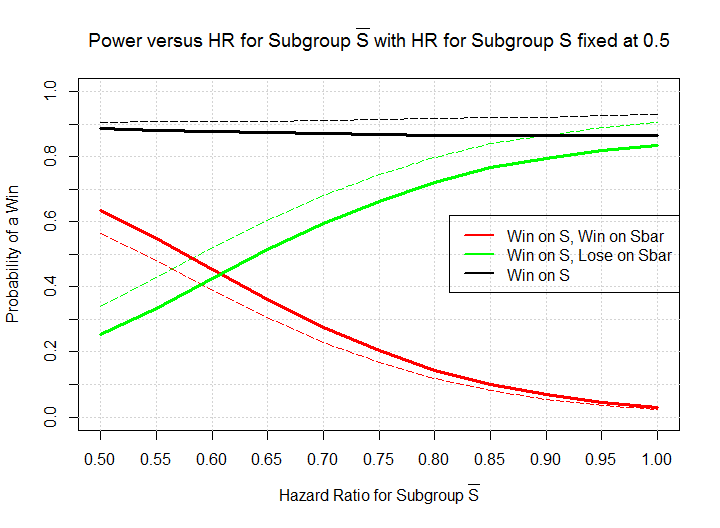 Power versus HR for Subgroup S̅ with HR for Subgroup S fixed at 0.5
Probability of a Win
1.0
0.8
0.6
0.4
0.2
0.0
Win on S, Win on Sbar
Win on S, Lose on Sbar
Win on S
0.50 0.55 0.60 0.65 0.70 0.75 0.80 0.85 0.90 0.95 1.00
Hazard Ratio for Subgroup S̅